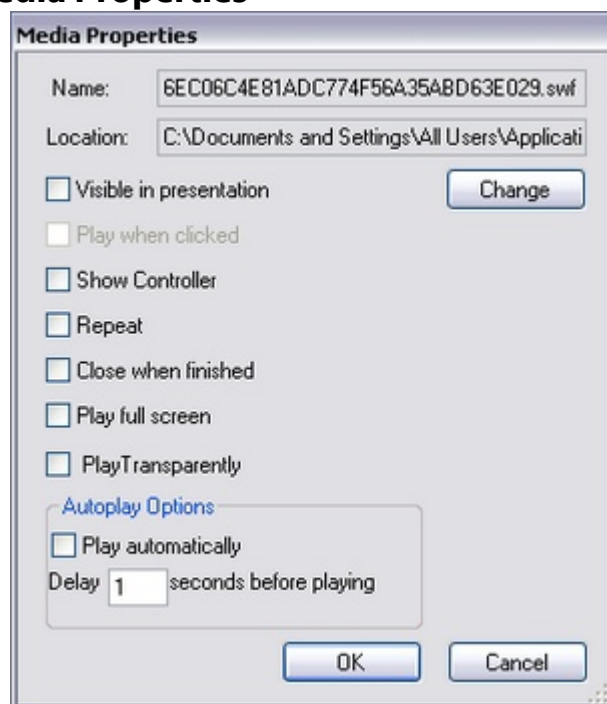 edia Properties
Media Properties
Name: 6EC06C4E81ADC774F56A35ABD63E029.swf
Location: C:\Documents and Settings\All Users\Applicati
Visible in presentation Change
Play when clicked
Show Controller
Repeat
Close when finished
Play full screen
PlayTransparently
Autoplay Options
Play automatically
Delay 1 seconds before playing
OK Cancel